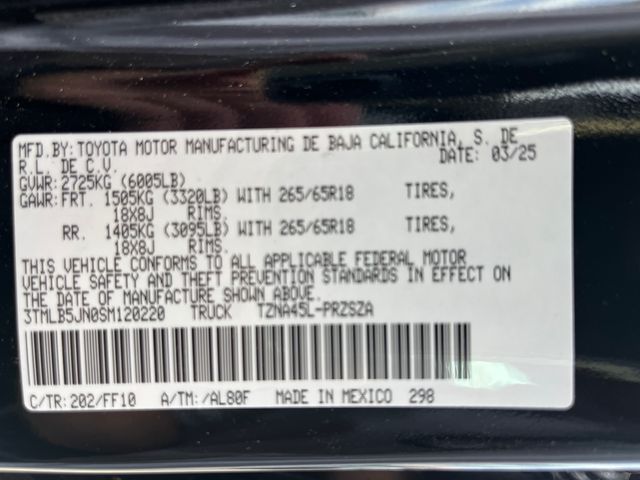 MFD.BY:TOYOTA MOTOR MANUFACTURING DE BAJA CALIFORNIA, S. DE
R.L. DE C.V. DATE: 03/25
GVWR:2725KG (6005LB)
GAWR:FRT. 1505KG (3320LB) WITH 265/65R18 TIRES,
18X8J RIMS.
RR. 1405KG (3095LB) WITH 265/65R18 TIRES,
18X8J RIMS.
THIS VEHICLE CONFORMS TO ALL APPLICABLE FEDERAL MOTOR
VEHICLE SAFETY AND THEFT PREVENTION STANDARDS IN EFFECT ON
THE DATE OF MANUFACTURE SHOWN ABOVE.
3TMLB5JN0SM120220 TRUCK TZNA45L-PRZSZA
C/TR:202/FF10 A/TM:/AL80F MADE IN MEXICO 298